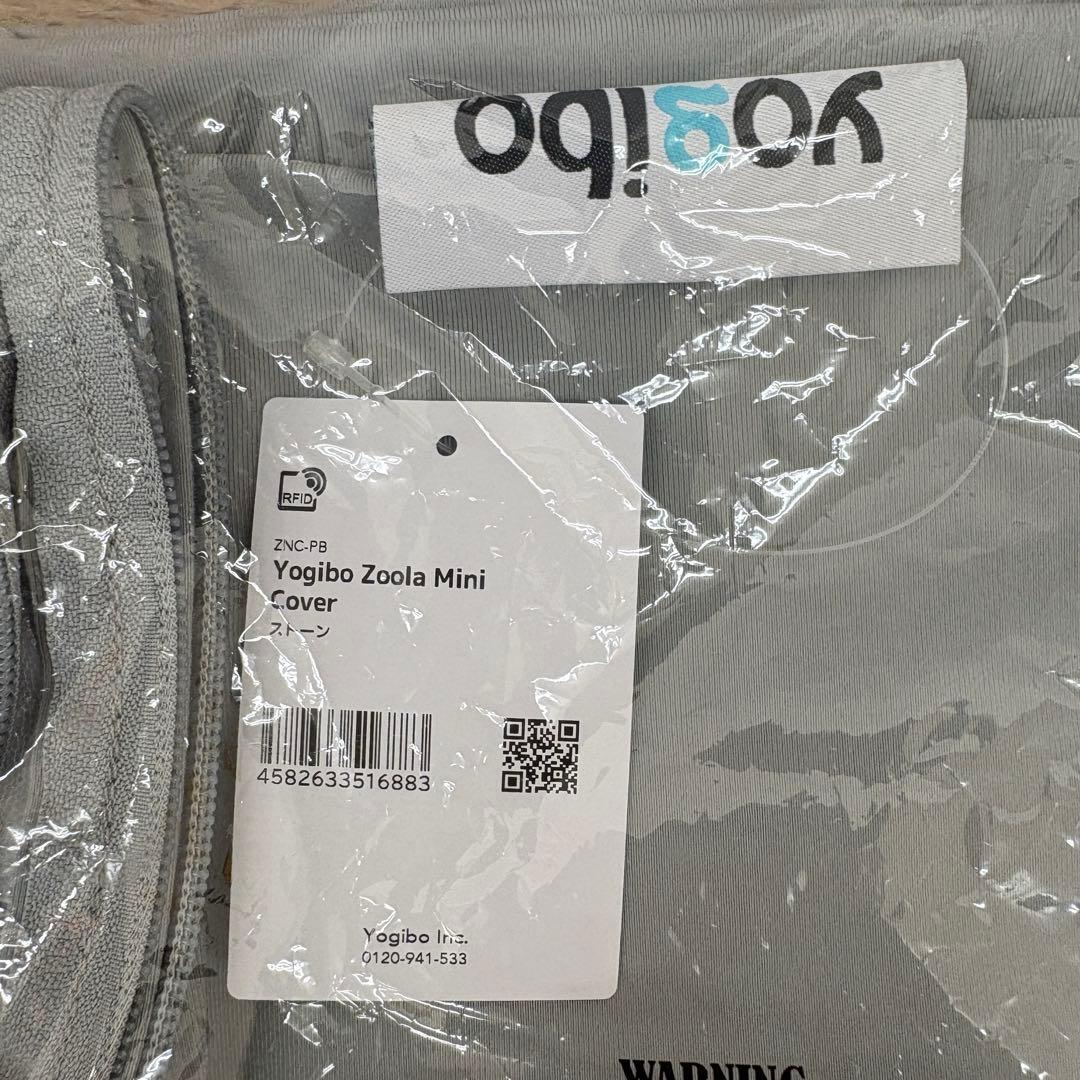 yogibo
RFID
ZNC-PB
Yogibo Zoola Mini
Cover
ストーン
4582633516883
Yogibo Inc.
0120-941-533
WARNING